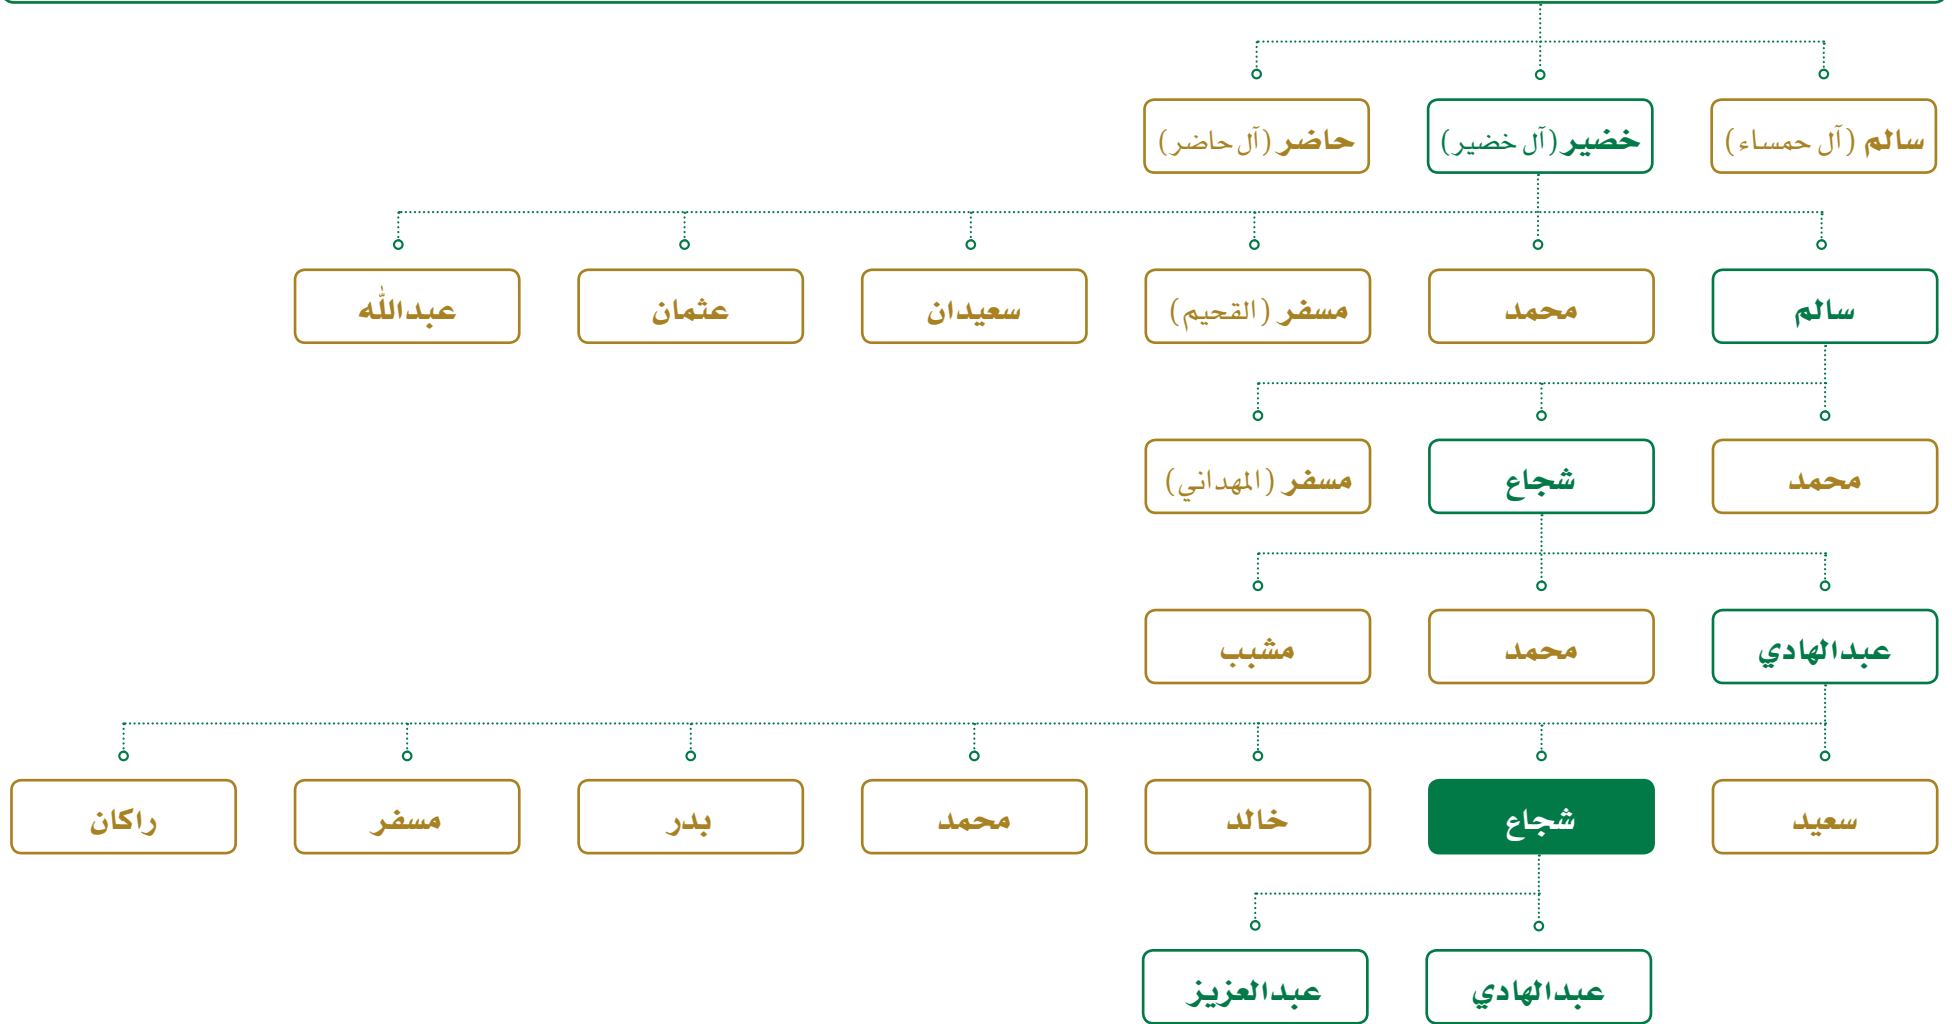 سالم (آل حمساء) خضير (آل خضير) حاضر (آل حاضر)
سالم محمد مسفر (القحيم) سعيدان عثمان عبدالله
محمد شجاع مسفر (المهداني)
عبدالهادي محمد مشبب
سعيد شجاع خالد محمد بدر مسفر راكان
عبدالهادي عبدالعزيز